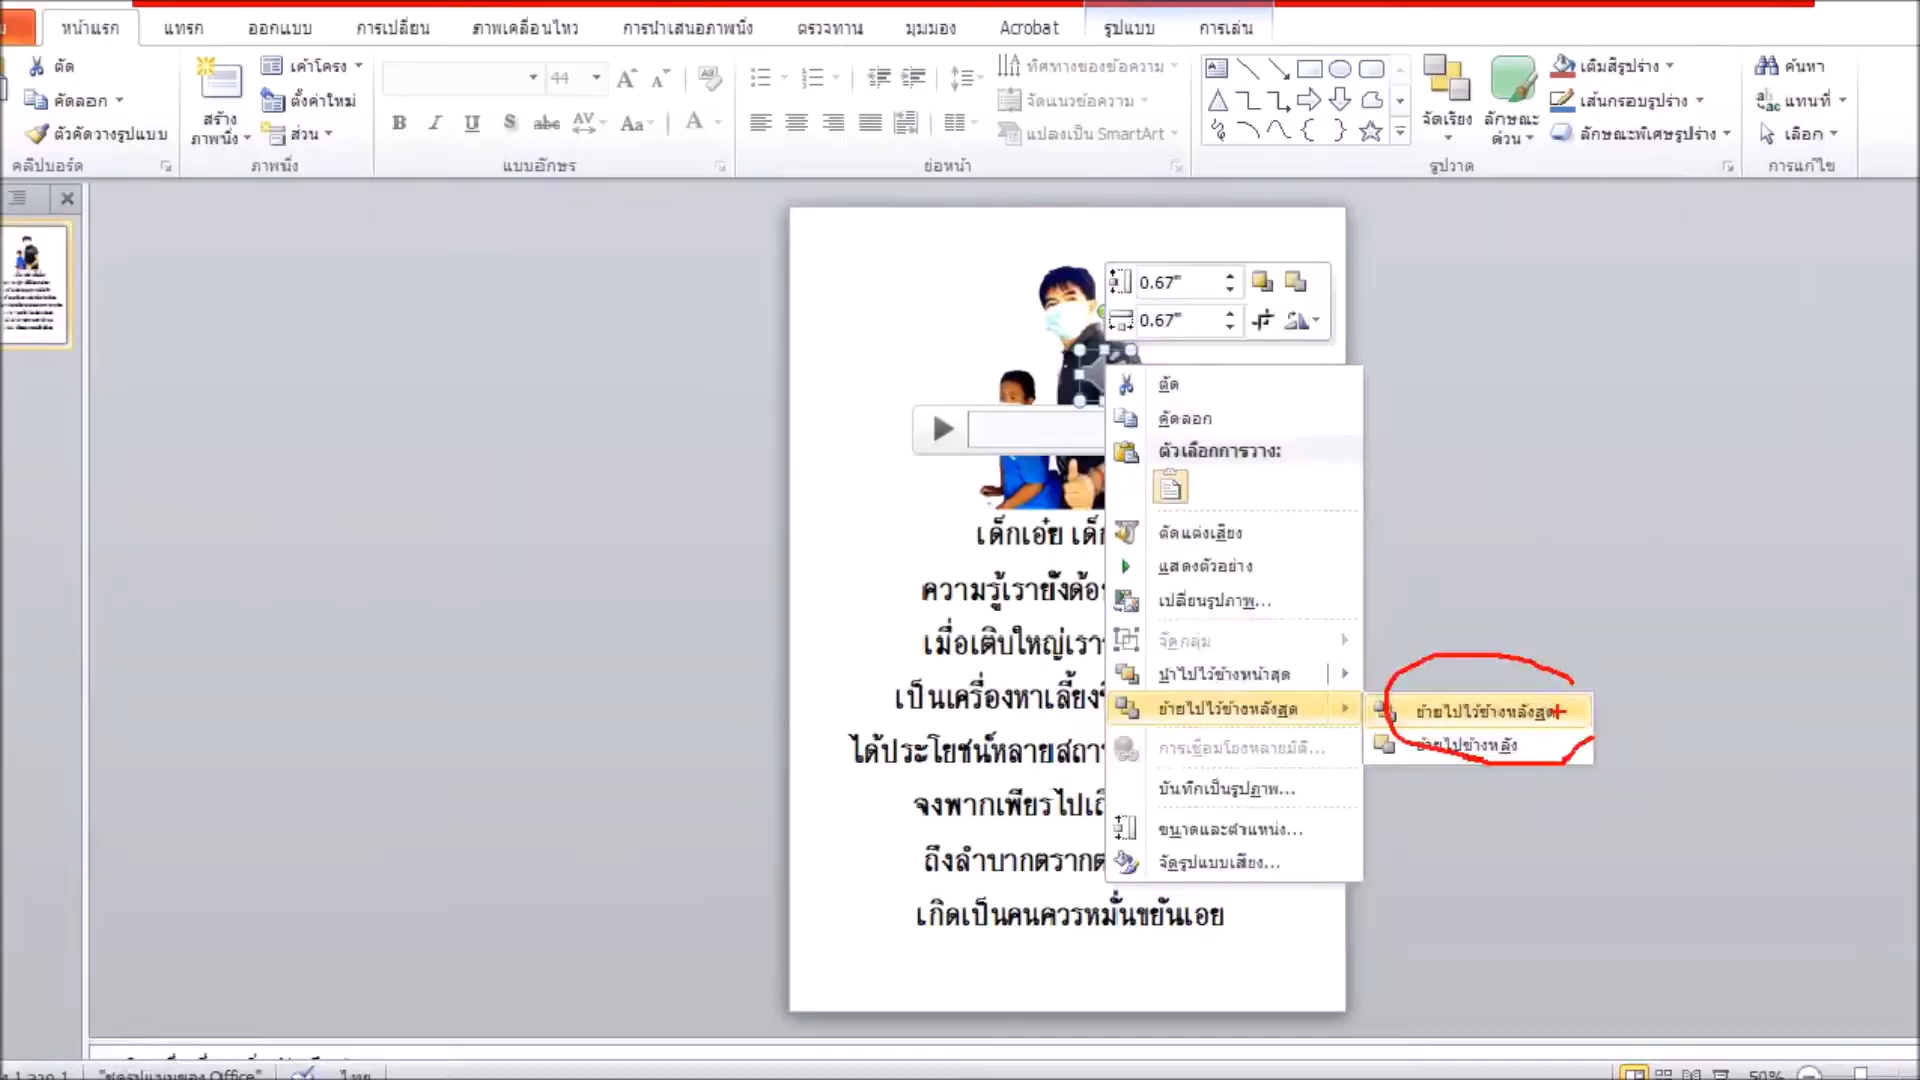 หน้าแรก แทรก ออกแบบ การเปลี่ยน ภาพเคลื่อนไหว การนำเสนอภาพนิ่ง ตรวจทาน มุมมอง Acrobat รูปแบบ การเล่น
ตัด
คัดลอก
ตัวคัดวางรูปแบบ
คลิปบอร์ด
สร้าง
ภาพนิ่ง
เค้าโครง
ตั้งค่าใหม่
ส่วน
ภาพนิ่ง
44
B I U S abc AV Aa A
แบบอักษร
ทิศทางของข้อความ
จัดแนวข้อความ
แปลงเป็น SmartArt
ย่อหน้า
จัดเรียง
ลักษณะ
ด่วน
เติมสีรูปร่าง
เส้นกรอบรูปร่าง
ลักษณะพิเศษรูปร่าง
รูปวาด
ค้นหา
แทนที่
เลือก
การแก้ไข
0.67"
0.67"
ตัด
คัดลอก
ตัวเลือกการวาง:
ตัดแต่งเสียง
แสดงตัวอย่าง
เปลี่ยนรูปภาพ...
จัดกลุ่ม
นำไปไว้ข้างหน้าสุด
ย้ายไปไว้ข้างหลังสุด
การเชื่อมโยงหลายมิติ...
บันทึกเป็นรูปภาพ...
ขนาดและตำแหน่ง...
จัดรูปแบบเสียง...
ย้ายไปไว้ข้างหลังสุด
ย้ายไปข้างหลัง
เด็กเอ๋ย เด็ก
ความรู้เรายังด้อ
เมื่อเติบใหญ่เรา
เป็นเครื่องหาเลี้ยง
ได้ประโยชน์หลายสถา
จงพากเพียรไปเถิ
ถึงลำบากตรากต
เกิดเป็นคนควรหมั่นขยันเอย
1 จาก 1 "ชุดรูปแบบของ Office" ไทย
50%